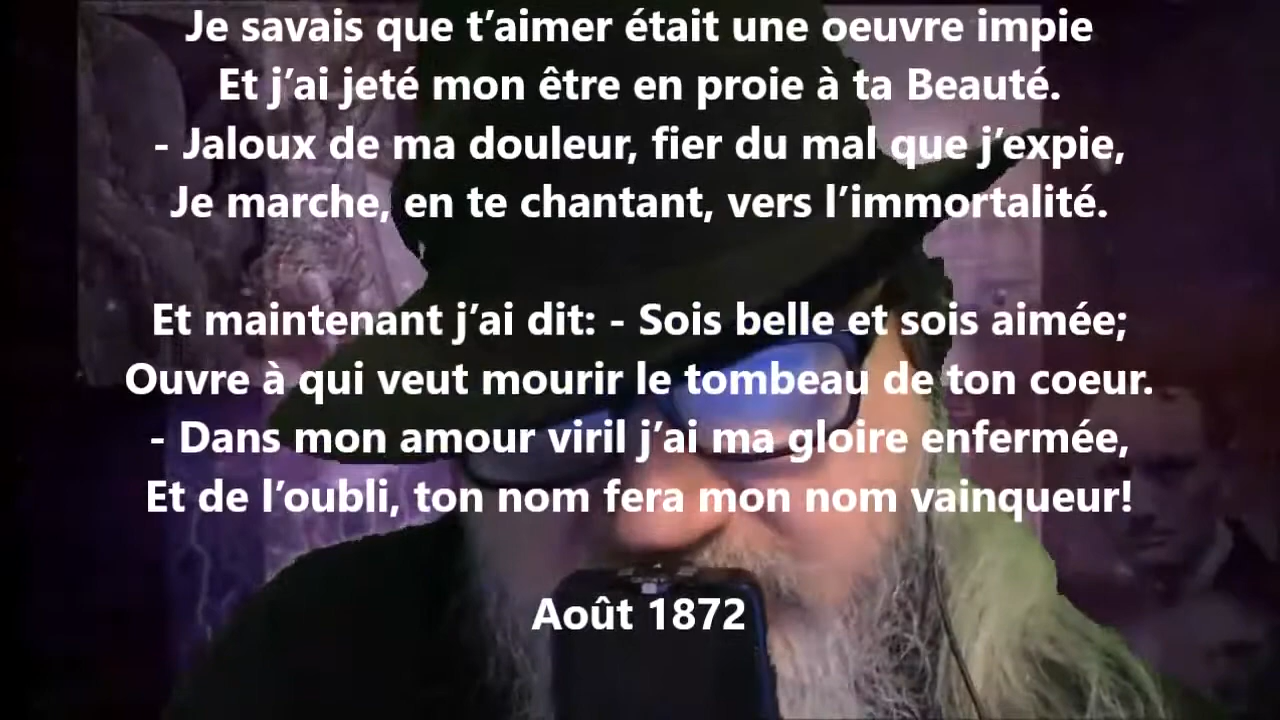 Je savais que t’aimer était une oeuvre impie
Et j’ai jeté mon être en proie à ta Beauté.
- Jaloux de ma douleur, fier du mal que j’expie,
Je marche, en te chantant, vers l’immortalité.
Et maintenant j’ai dit: - Sois belle et sois aimée;
Ouvre à qui veut mourir le tombeau de ton coeur.
- Dans mon amour viril j’ai ma gloire enfermée,
Et de l’oubli, ton nom fera mon nom vainqueur!
Août 1872